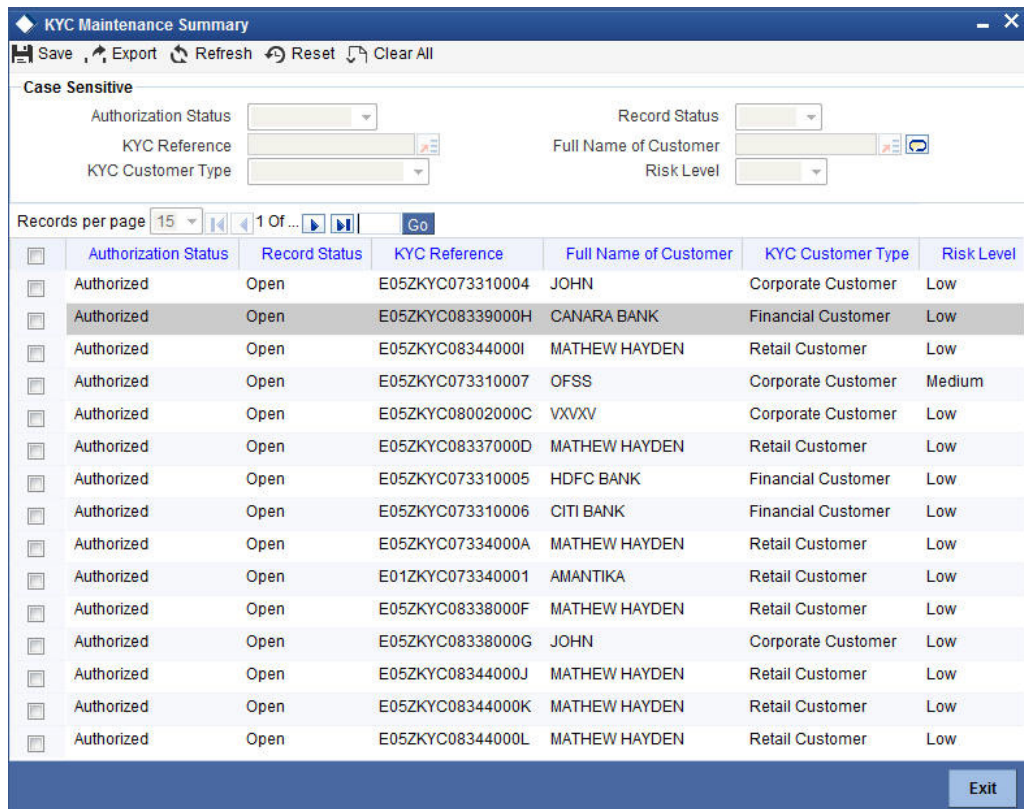 KYC Maintenance Summary
Save Export Refresh Reset Clear All
Case Sensitive
Authorization Status Record Status
KYC Reference Full Name of Customer
KYC Customer Type Risk Level
Records per page 15 1 Of ... Go
Authorization Status Record Status KYC Reference Full Name of Customer KYC Customer Type Risk Level
Authorized Open E05ZKYC073310004 JOHN Corporate Customer Low
Authorized Open E05ZKYC08339000H CANARA BANK Financial Customer Low
Authorized Open E05ZKYC08344000I MATHEW HAYDEN Retail Customer Low
Authorized Open E05ZKYC073310007 OFSS Corporate Customer Medium
Authorized Open E05ZKYC08002000C VXVXV Corporate Customer Low
Authorized Open E05ZKYC08337000D MATHEW HAYDEN Retail Customer Low
Authorized Open E05ZKYC073310005 HDFC BANK Financial Customer Low
Authorized Open E05ZKYC073310006 CITI BANK Financial Customer Low
Authorized Open E05ZKYC07334000A MATHEW HAYDEN Retail Customer Low
Authorized Open E01ZKYC073340001 AMANTIKA Retail Customer Low
Authorized Open E05ZKYC08338000F MATHEW HAYDEN Retail Customer Low
Authorized Open E05ZKYC08338000G JOHN Corporate Customer Low
Authorized Open E05ZKYC08344000J MATHEW HAYDEN Retail Customer Low
Authorized Open E05ZKYC08344000K MATHEW HAYDEN Retail Customer Low
Authorized Open E05ZKYC08344000L MATHEW HAYDEN Retail Customer Low
Exit